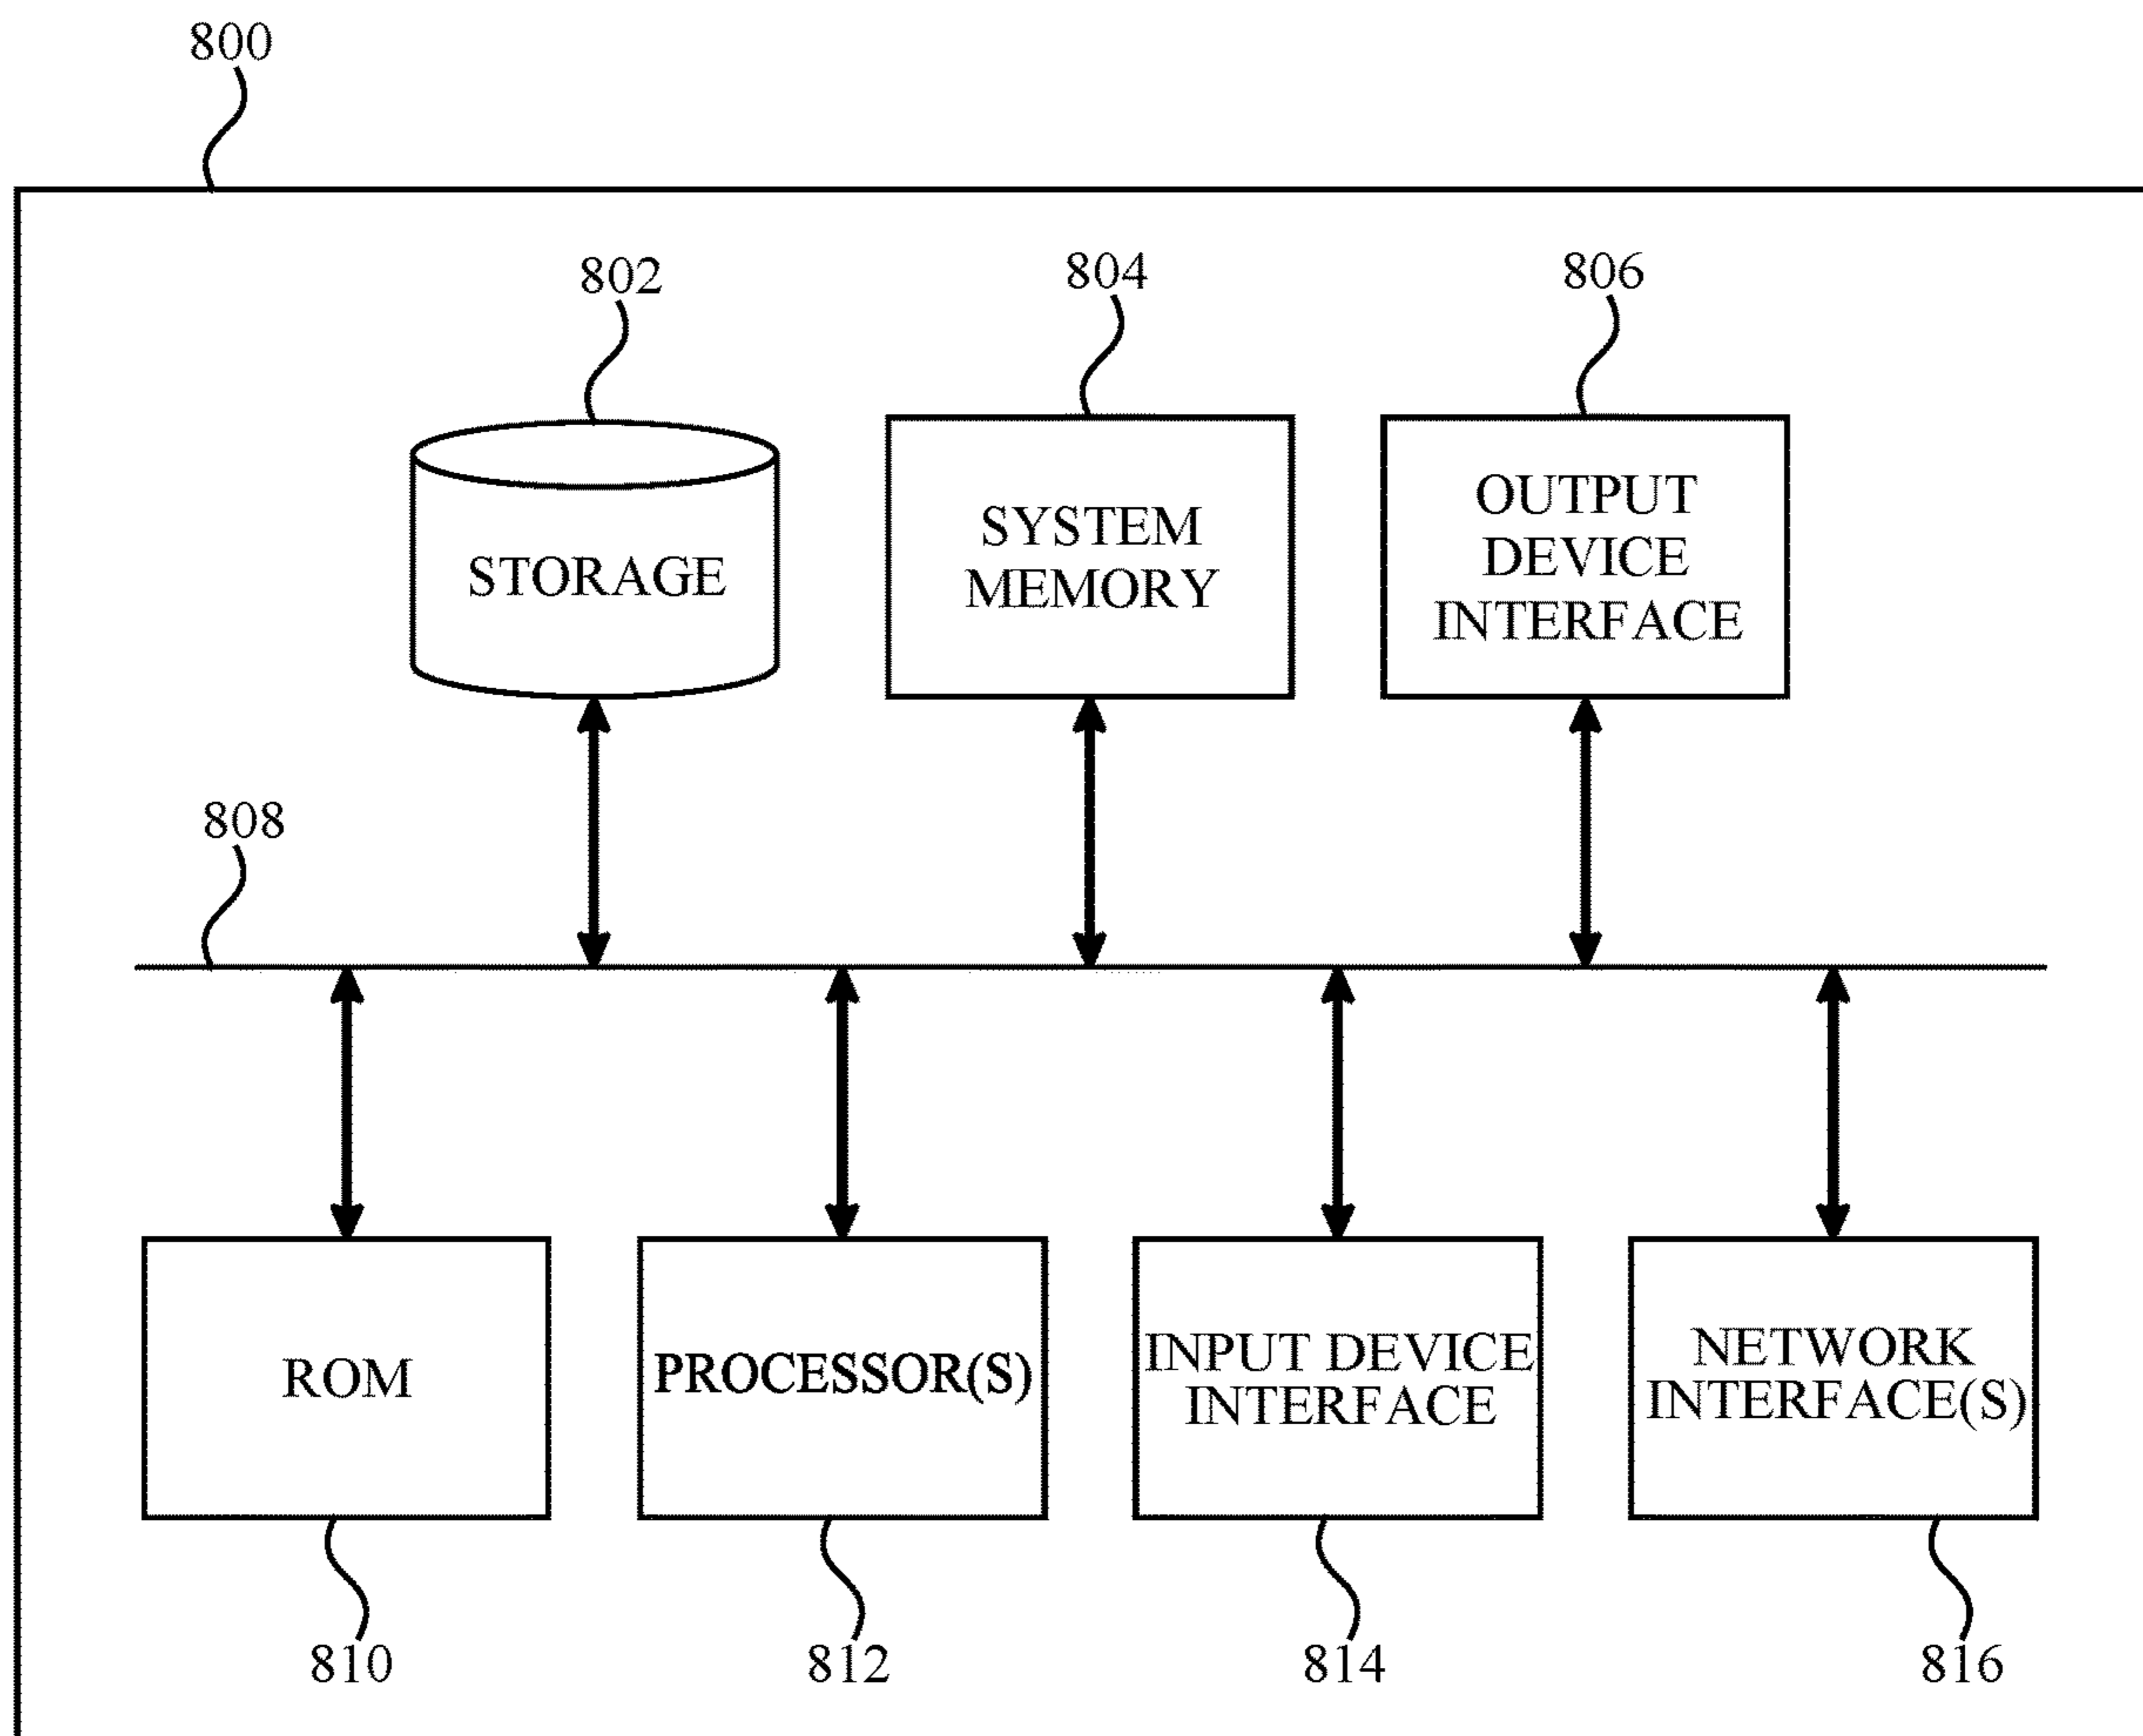 800
802
804
806
STORAGE
SYSTEM
MEMORY
OUTPUT
DEVICE
INTERFACE
808
ROM
PROCESSOR(S)
INPUT DEVICE
INTERFACE
NETWORK
INTERFACE(S)
810
812
814
816